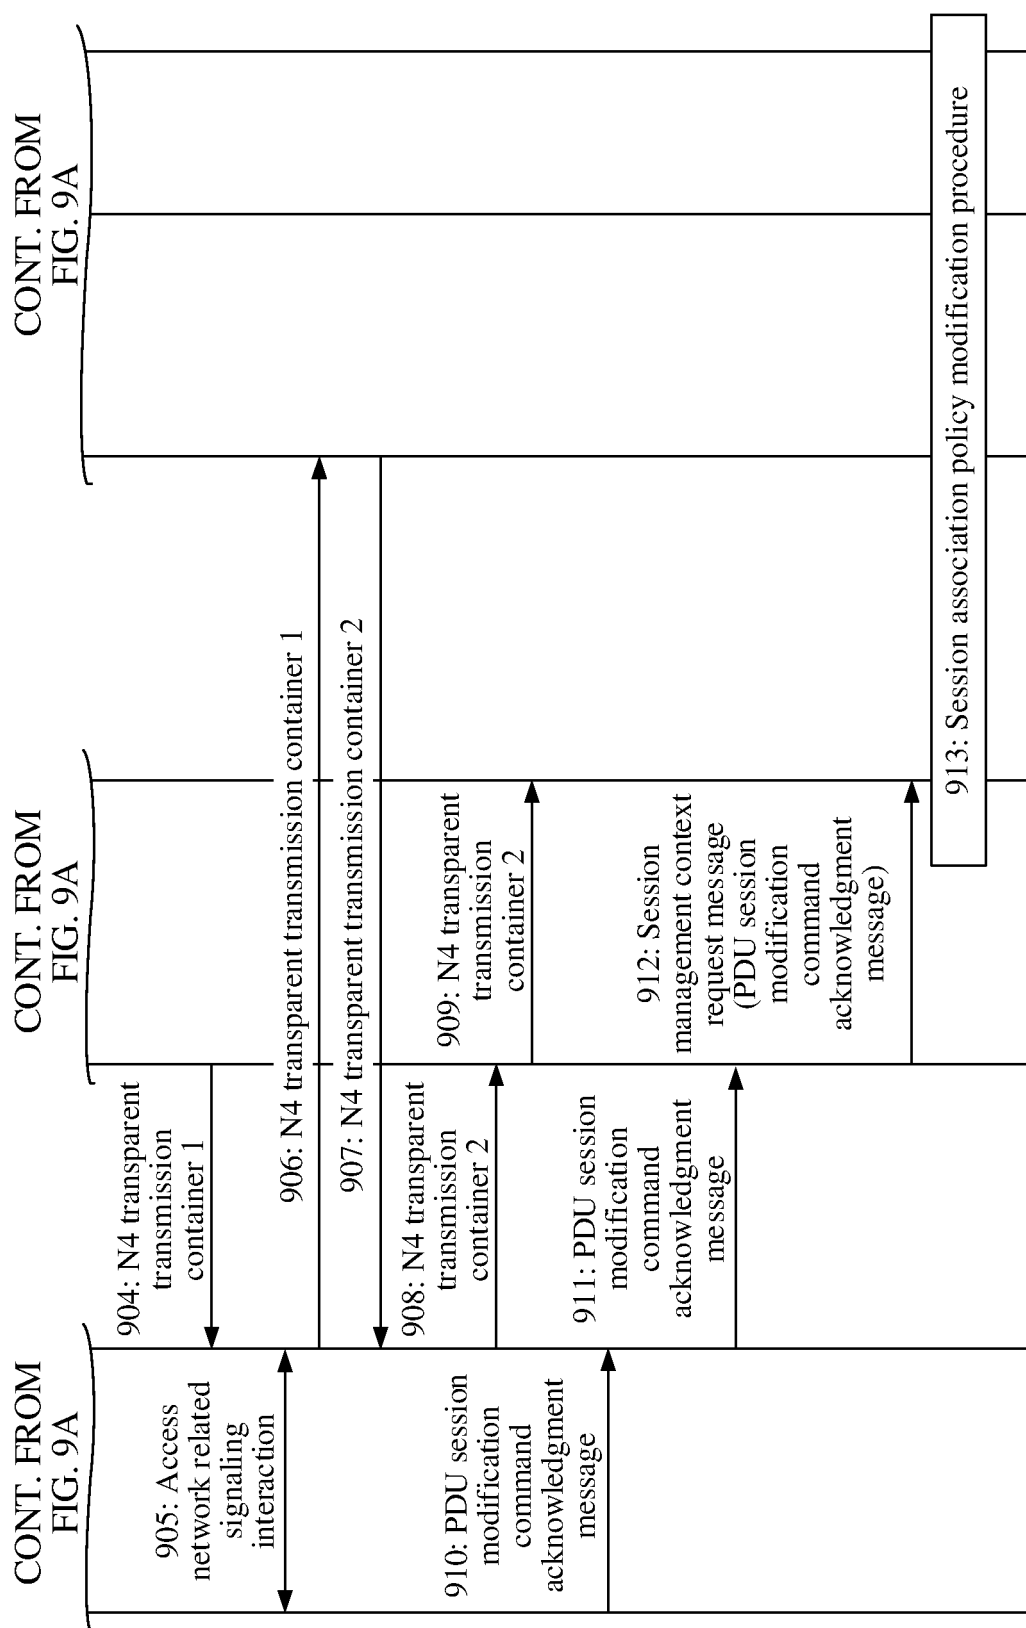 CONT. FROM
FIG. 9A
CONT. FROM
FIG. 9A
CONT. FROM
FIG. 9A
904: N4 transparent
transmission
container 1
905: Access
network related
signaling
interaction
906: N4 transparent transmission container 1
907: N4 transparent transmission container 2
908: N4 transparent
transmission
container 2
909: N4 transparent
transmission
container 2
910: PDU session
modification
command
acknowledgment
message
911: PDU session
modification
command
acknowledgment
message
912: Session
management context
request message
(PDU session
modification
command
acknowledgment
message)
913: Session association policy modification procedure